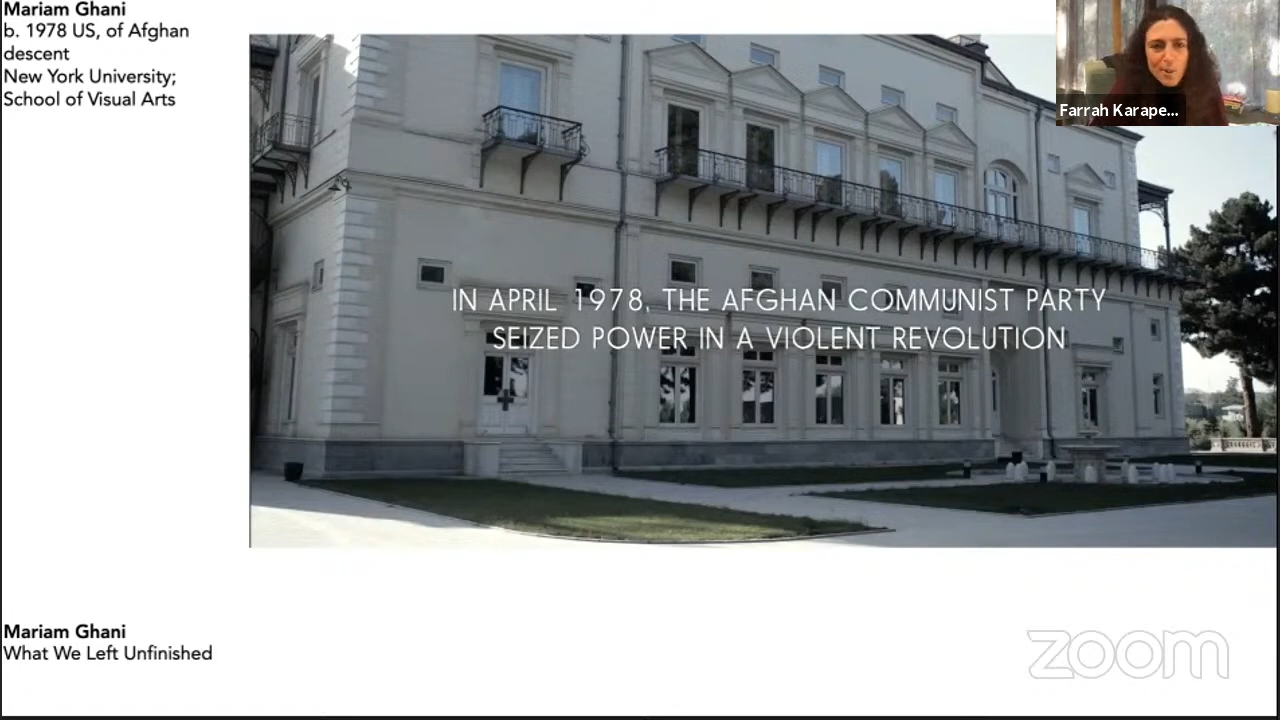 Mariam Ghani
b. 1978 US, of Afghan
descent
New York University;
School of Visual Arts
Farrah Karape...
IN APRIL 1978, THE AFGHAN COMMUNIST PARTY
SEIZED POWER IN A VIOLENT REVOLUTION
Mariam Ghani
What We Left Unfinished
zoom